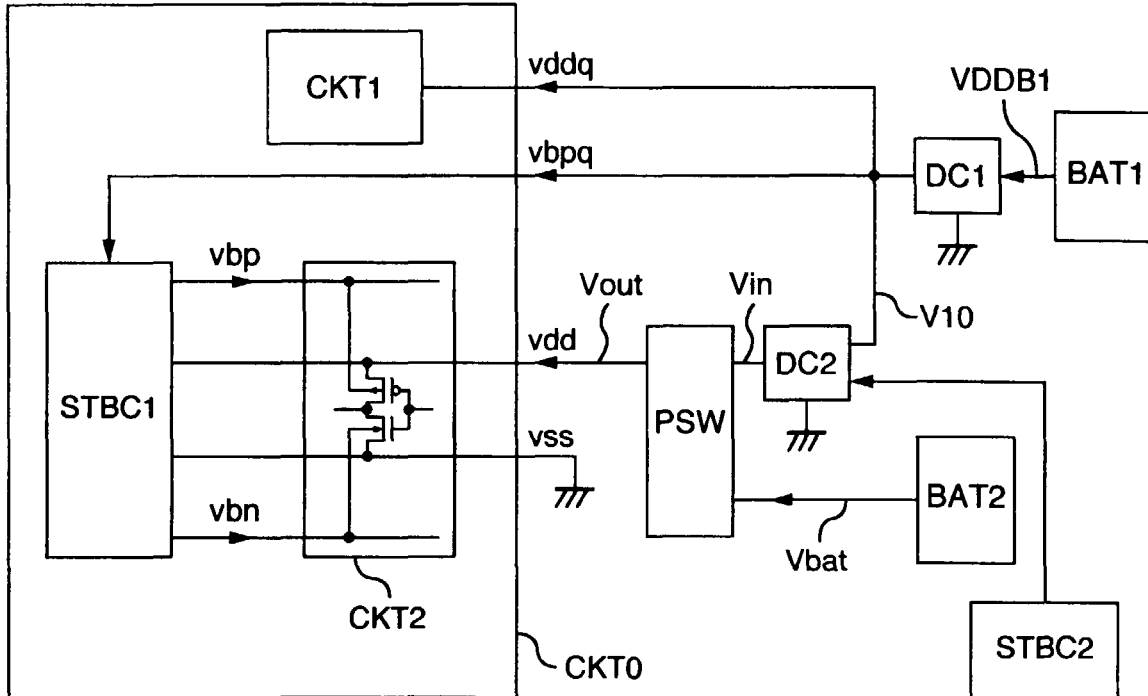 CKT1
vddq
VDDB1
vbpq
DC1
BAT1
vbp
Vout
Vin
V10
vdd
DC2
STBC1
PSW
vss
vbn
BAT2
Vbat
CKT2
CKT0
STBC2